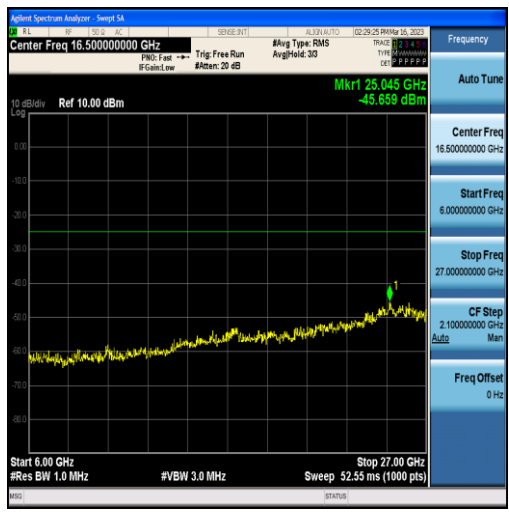 Agilent Spectrum Analyzer - Swept SA
RL RF 50 Ω AC SENSE:INT ALIGN AUTO 02:29:25 PM Mar 16, 2023
Center Freq 16.500000000 GHz
PNO: Fast
IFGain:Low
Trig: Free Run
#Atten: 20 dB
#Avg Type: RMS
Avg|Hold: 3/3
TRACE 1 2 3 4 5 6
TYPE M
DET P P P P P P
Mkr1 25.045 GHz
-45.659 dBm
10 dB/div Ref 10.00 dBm
Log
0.00
-10.0
-20.0
-30.0
-40.0
-50.0
-60.0
-70.0
-80.0
1
Start 6.00 GHz
Stop 27.00 GHz
#Res BW 1.0 MHz
#VBW 3.0 MHz
Sweep 52.55 ms (1000 pts)
MSG
STATUS
Frequency
Auto Tune
Center Freq
16.500000000 GHz
Start Freq
6.000000000 GHz
Stop Freq
27.000000000 GHz
CF Step
2.100000000 GHz
Auto Man
Freq Offset
0 Hz